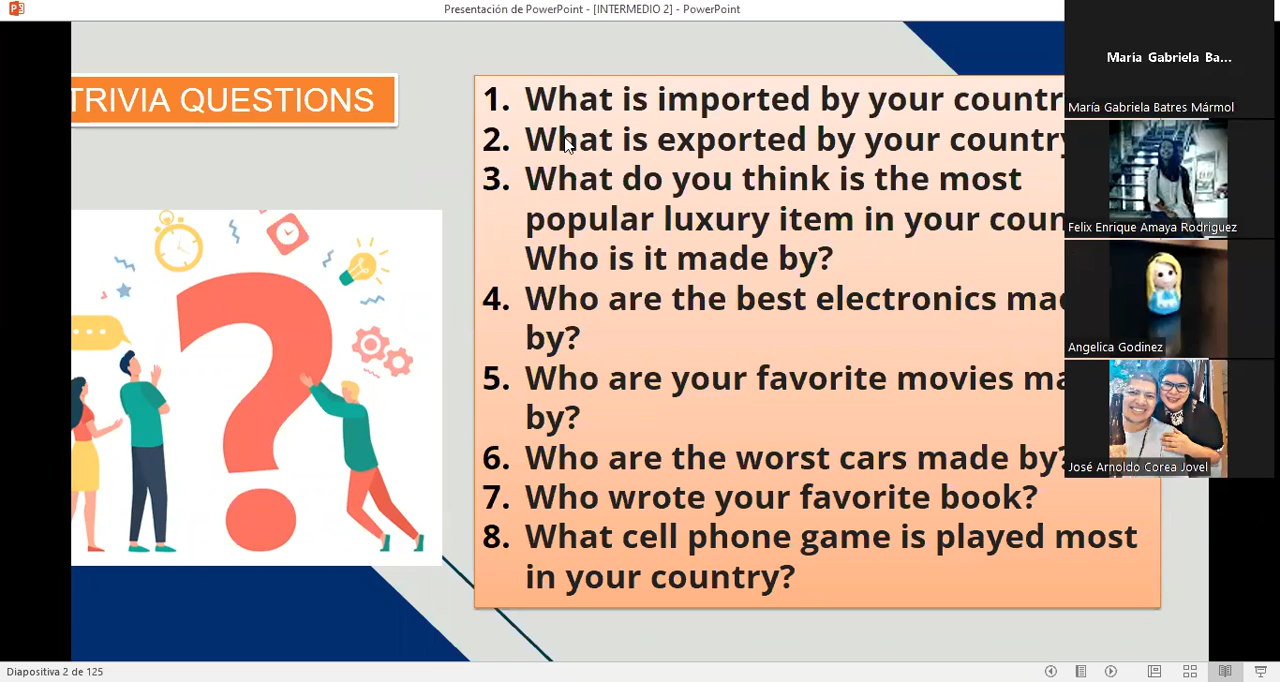 Presentación de PowerPoint - [INTERMEDIO 2] - PowerPoint
TRIVIA QUESTIONS
1. What is imported by your countr
2. What is exported by your country
3. What do you think is the most
popular luxury item in your coun
Who is it made by?
4. Who are the best electronics mad
by?
5. Who are your favorite movies ma
by?
6. Who are the worst cars made by?
7. Who wrote your favorite book?
8. What cell phone game is played most
in your country?
María Gabriela Ba...
María Gabriela Batres Mármol
Felix Enrique Amaya Rodriguez
Angelica Godinez
José Arnoldo Corea Jovel
Diapositiva 2 de 125